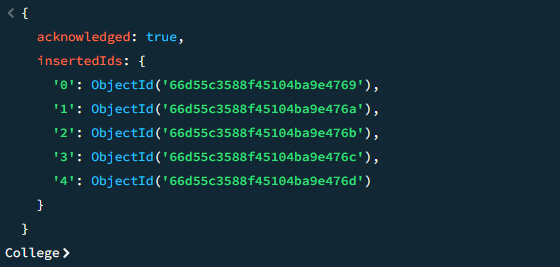 < {
acknowledged: true,
insertedIds: {
'0': ObjectId('66d55c3588f45104ba9e4769'),
'1': ObjectId('66d55c3588f45104ba9e476a'),
'2': ObjectId('66d55c3588f45104ba9e476b'),
'3': ObjectId('66d55c3588f45104ba9e476c'),
'4': ObjectId('66d55c3588f45104ba9e476d')
}
}
College>